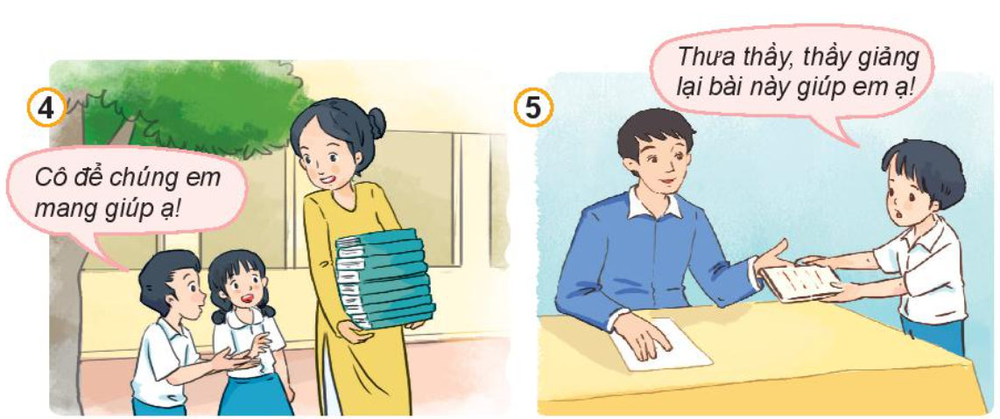 4
Cô để chúng em
mang giúp ạ!
5
Thưa thầy, thầy giảng
lại bài này giúp em ạ!